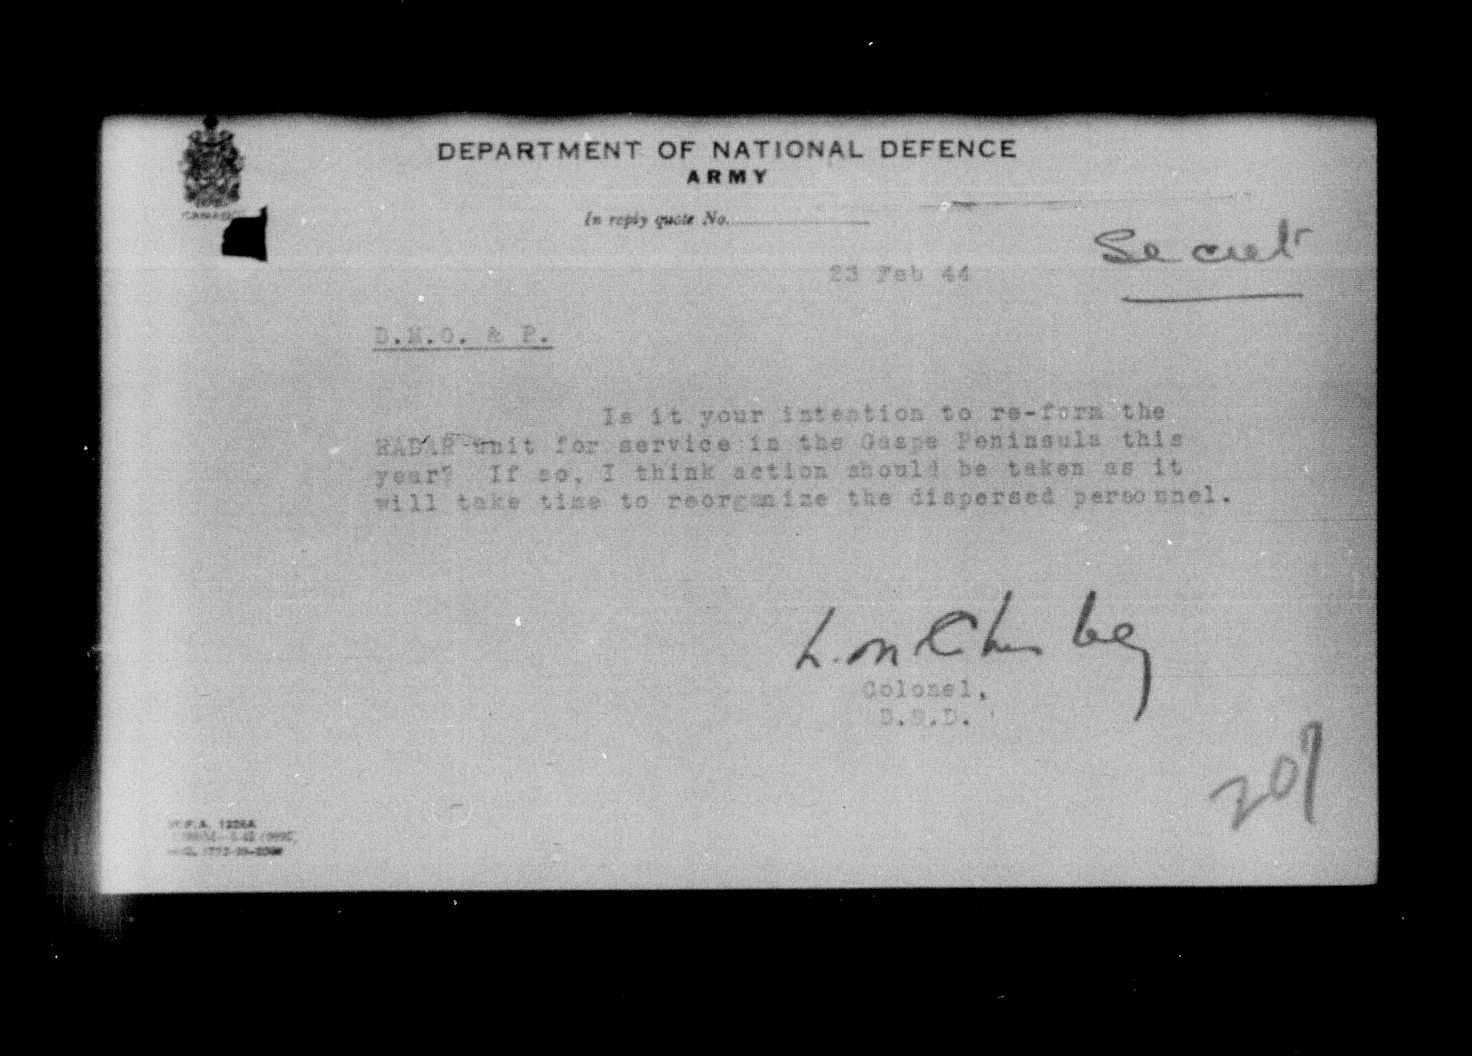 DEPARTMENT OF NATIONAL DEFENCE
ARMY
CANADA
In reply quote No.
Secret
23 Feb 44
D.M.O. & P.
Is it your intention to re-form the
RADAR unit for service in the Gaspe Peninsula this
year? If so, I think action should be taken as it
will take time to reorganize the dispersed personnel.
Colonel,
D.S.D.
207